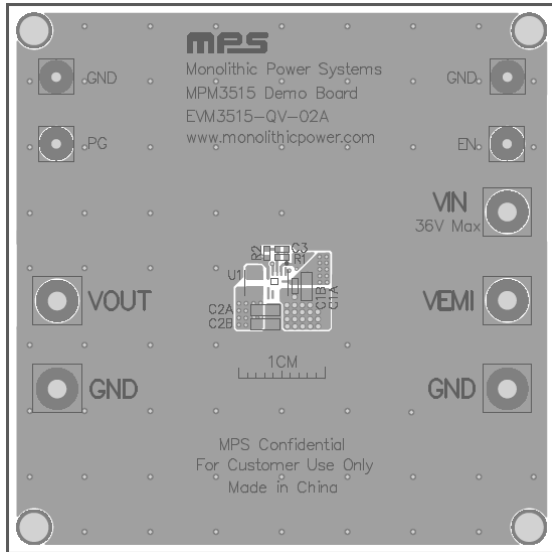 mps
Monolithic Power Systems
MPM3515 Demo Board
EVM3515-QV-02A
www.monolithicpower.com
GND
GND
PG
EN
VIN
36V Max
R2
C3
R1
U1
C1B
C1A
C2A
C2B
VOUT
VEMI
GND
GND
1CM
MPS Confidential
For Customer Use Only
Made in China